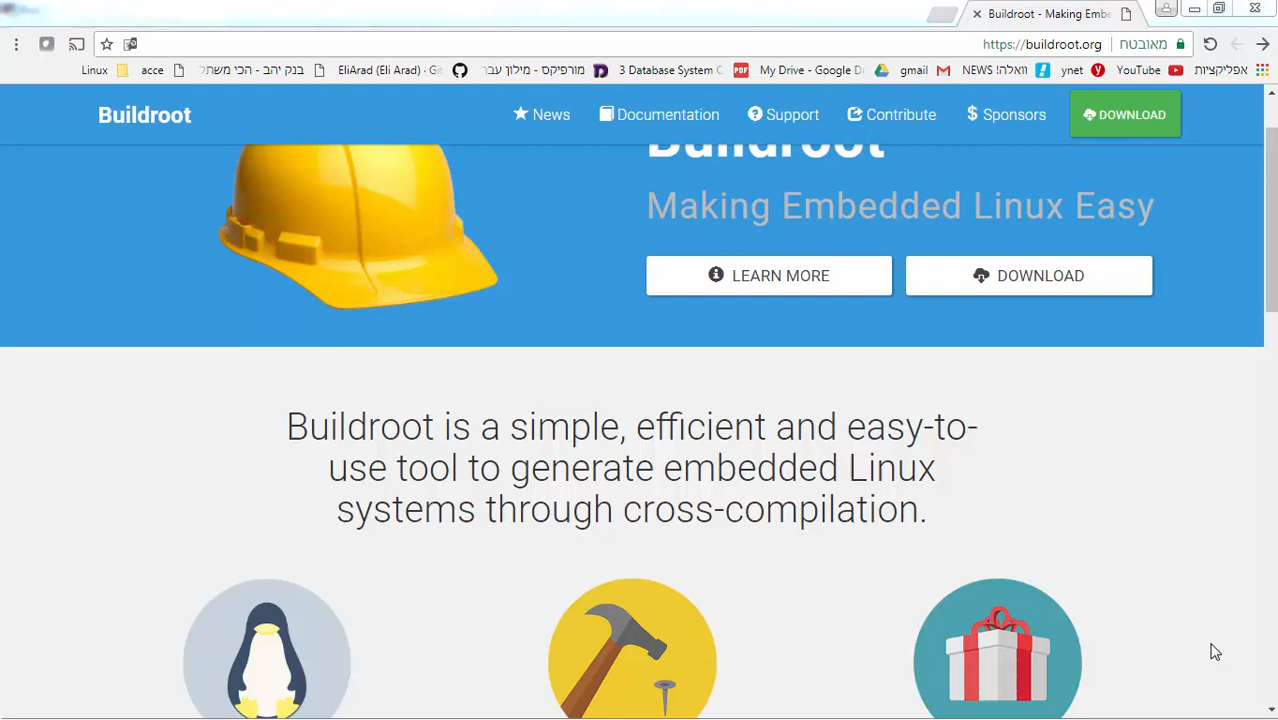 Buildroot - Making Embe
https://buildroot.org מאובטח
אפליקציות YouTube ynet וואלה! NEWS gmail My Drive - Google D 3 Database System C מורפיקס - מילון עבר EliArad (Eli Arad) · Git בנק יהב - הכי משתל acce Linux
Buildroot News Documentation Support Contribute Sponsors DOWNLOAD
Buildroot
Making Embedded Linux Easy
LEARN MORE DOWNLOAD
Buildroot is a simple, efficient and easy-to-
use tool to generate embedded Linux
systems through cross-compilation.